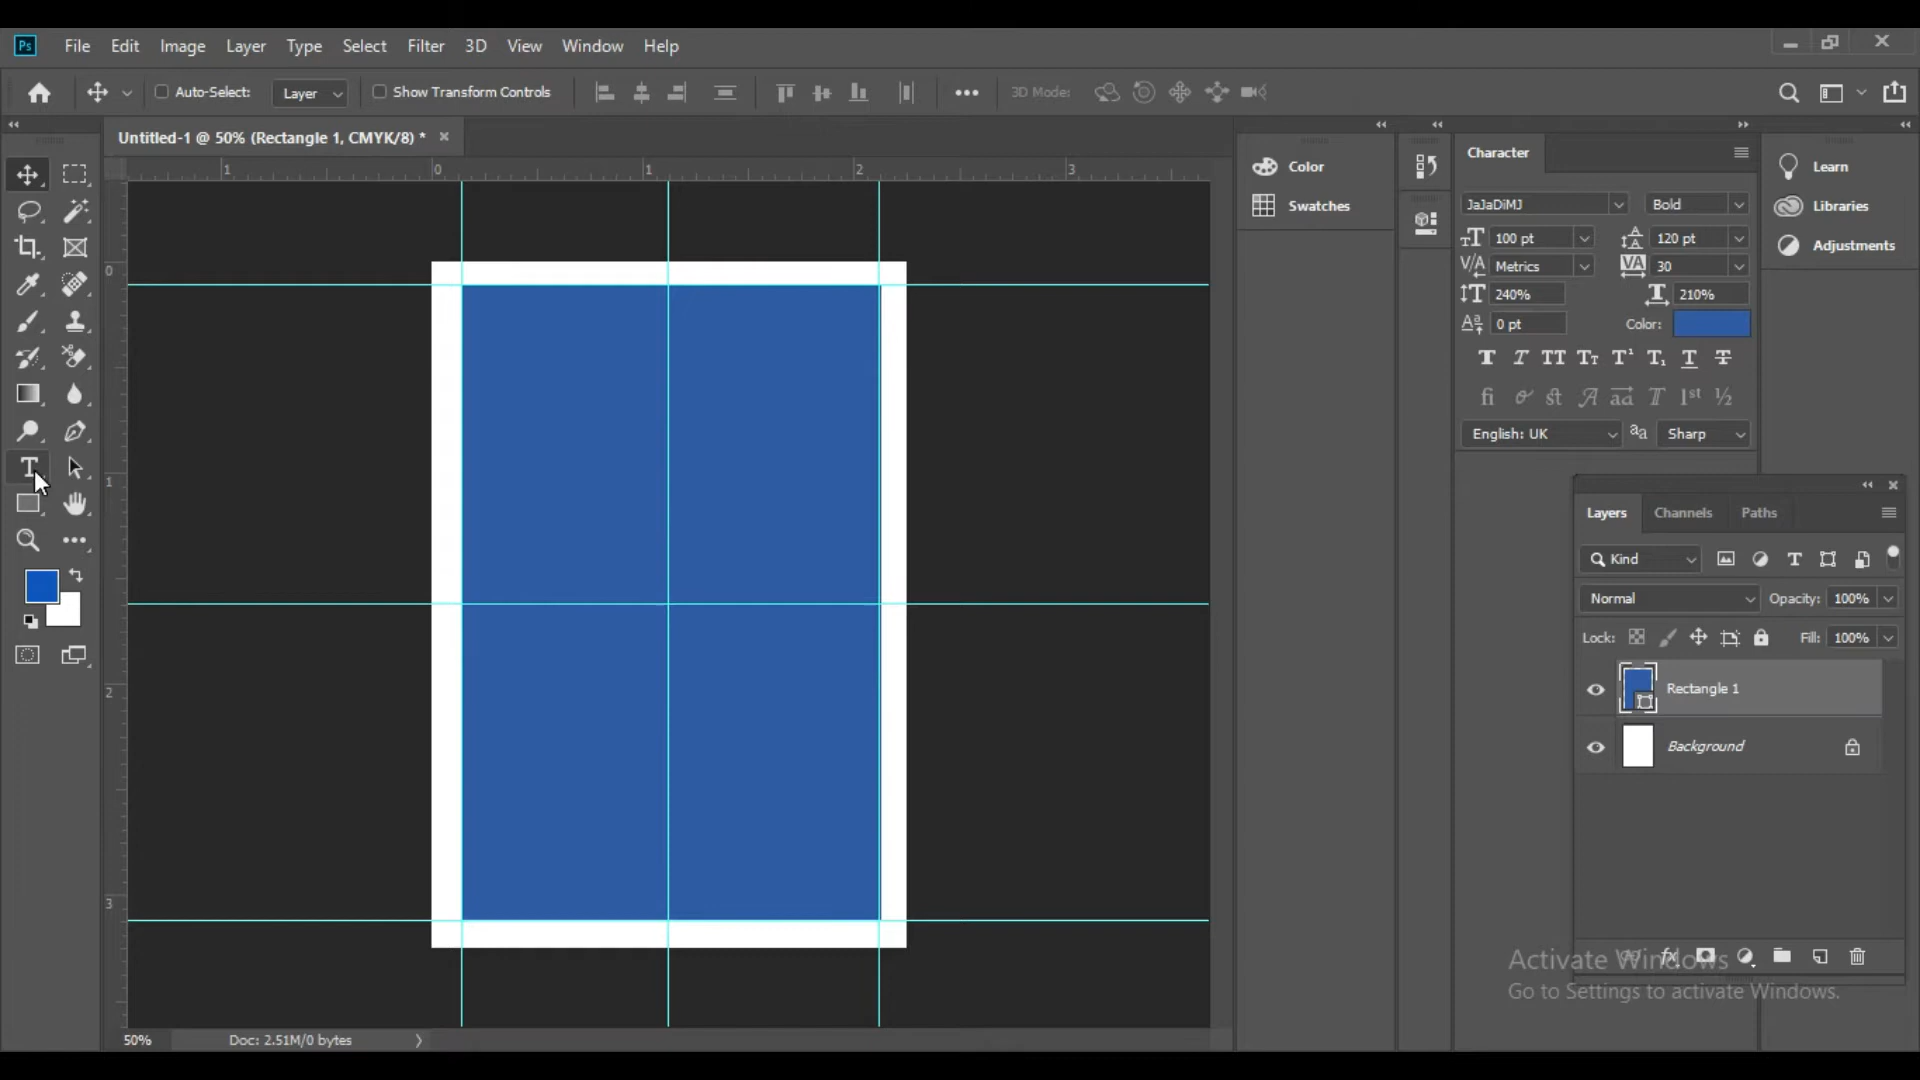 Ps File Edit Image Layer Type Select Filter 3D View Window Help
Auto-Select: Layer Show Transform Controls 3D Mode:
Untitled-1 @ 50% (Rectangle 1, CMYK/8) *
1 0 1 2 3
0
1
2
3
Color
Swatches
Character
JaJaDiMJ Bold
100 pt 120 pt
Metrics 30
240% 210%
0 pt Color:
English: UK Sharp
Learn
Libraries
Adjustments
Layers Channels Paths
Kind
Normal Opacity: 100%
Lock: Fill: 100%
Rectangle 1
Background
Activate Windows
Go to Settings to activate Windows.
50% Doc: 2.51M/0 bytes